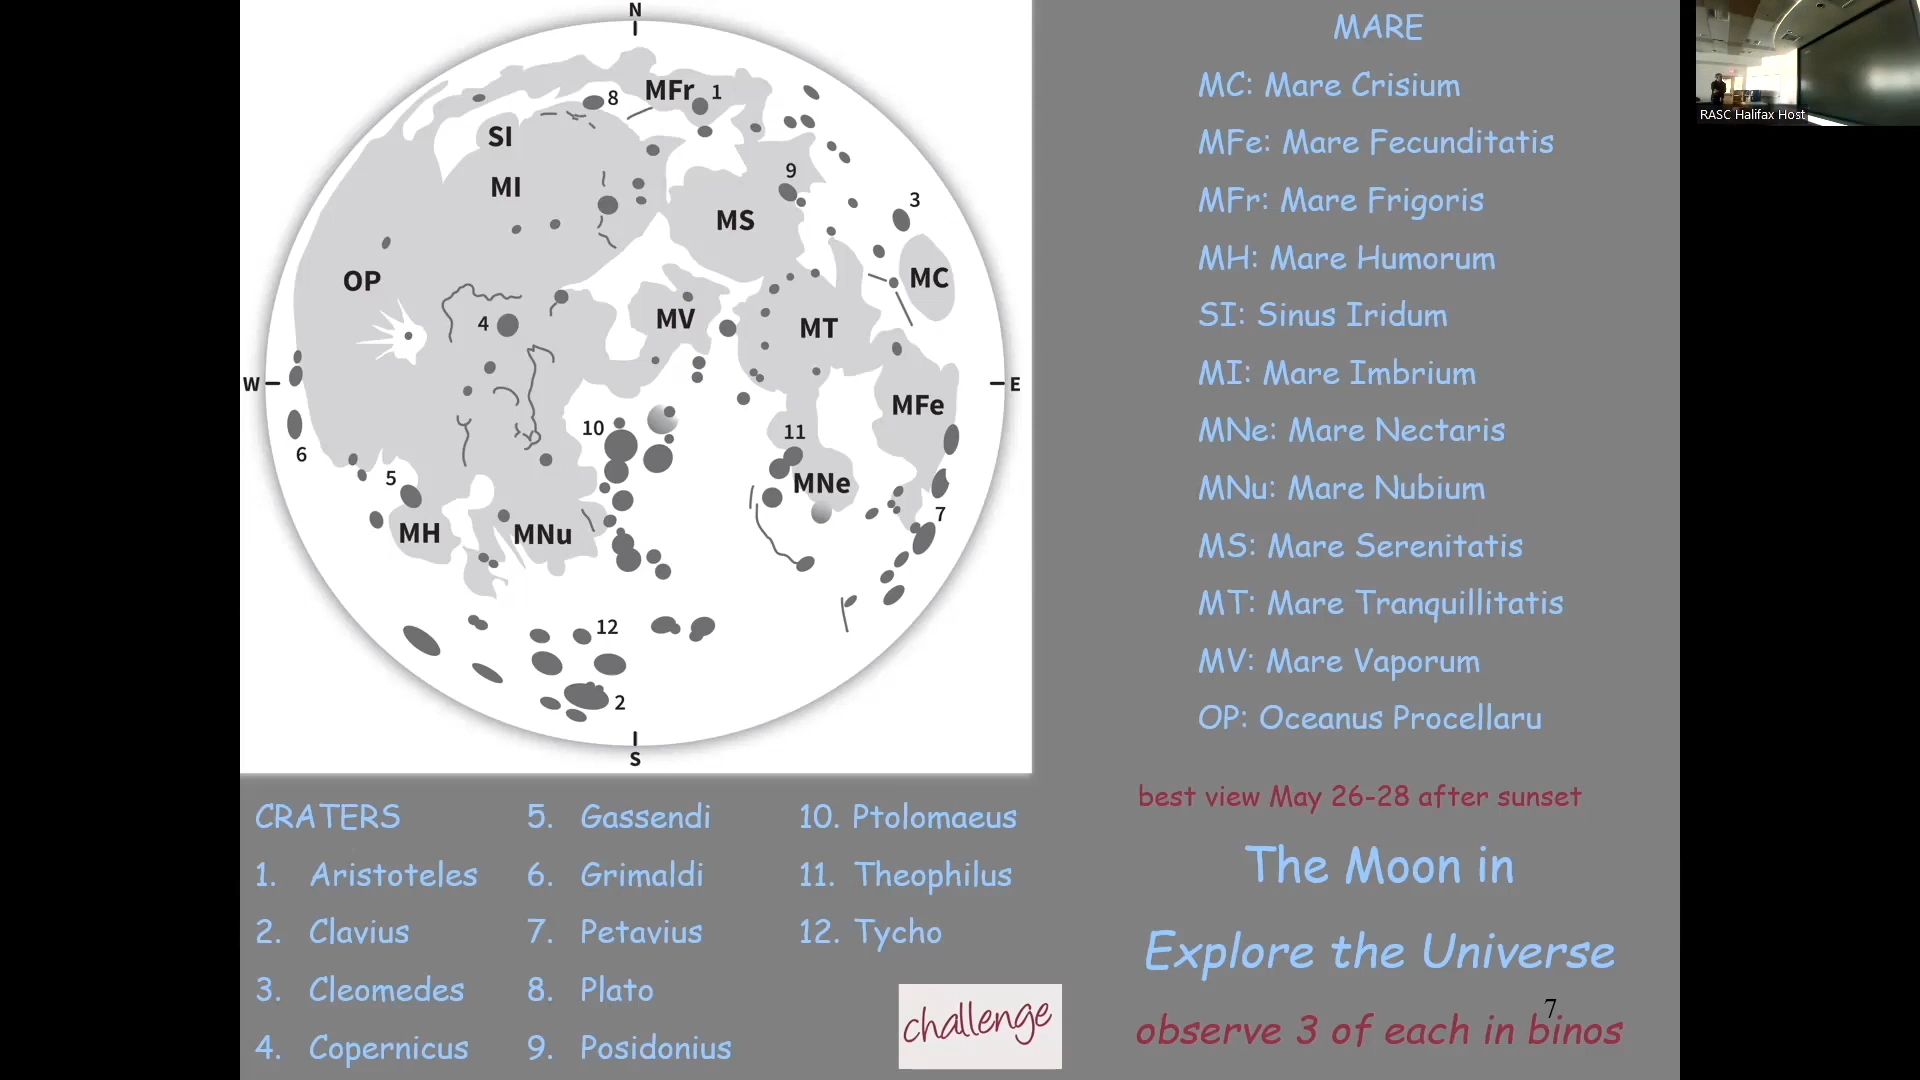 N
MFr 1
8
SI
MI
9
MS
3
OP
MC
MV
4
MT
W
E
MFe
10
11
6
5
MNe
MH
MNu
7
12
2
S
MARE
MC: Mare Crisium
MFe: Mare Fecunditatis
MFr: Mare Frigoris
MH: Mare Humorum
SI: Sinus Iridum
MI: Mare Imbrium
MNe: Mare Nectaris
MNu: Mare Nubium
MS: Mare Serenitatis
MT: Mare Tranquillitatis
MV: Mare Vaporum
OP: Oceanus Procellaru
CRATERS
1. Aristoteles
2. Clavius
3. Cleomedes
4. Copernicus
5. Gassendi
6. Grimaldi
7. Petavius
8. Plato
9. Posidonius
10. Ptolomaeus
11. Theophilus
12. Tycho
challenge
best view May 26-28 after sunset
The Moon in
Explore the Universe
7
observe 3 of each in binos
RASC Halifax Host